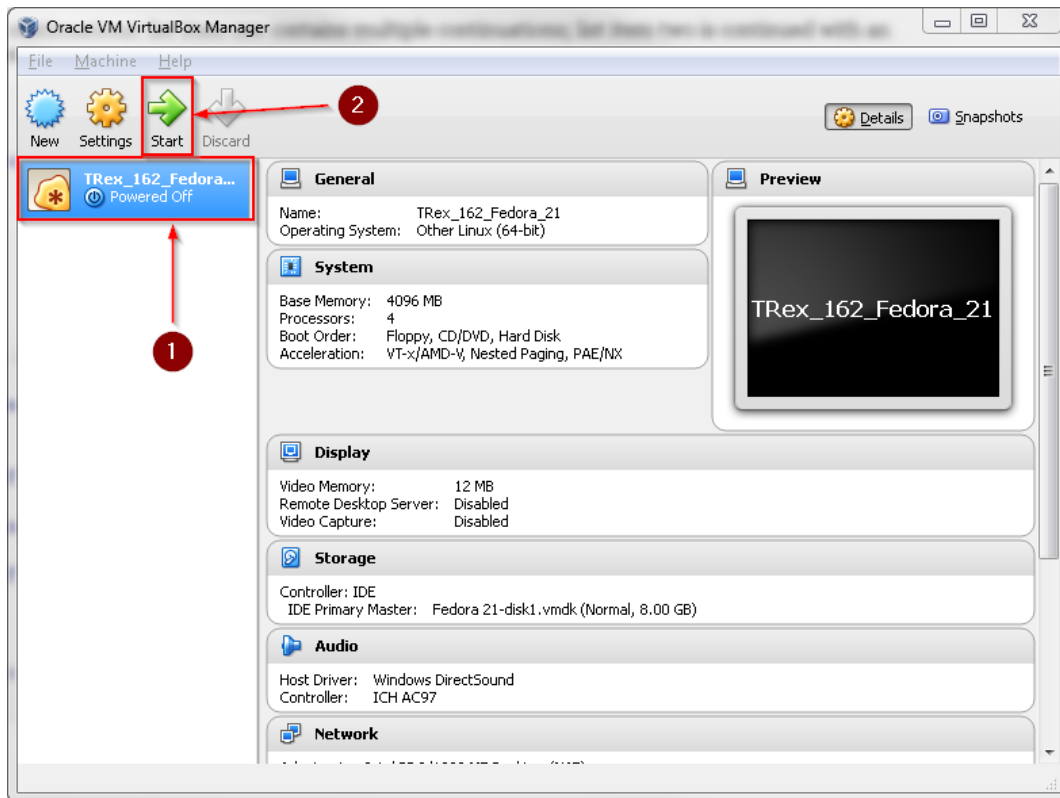 Oracle VM VirtualBox Manager
File Machine Help
New Settings Start Discard
2
Details Snapshots
TRex_162_Fedora...
Powered Off
1
General
Name: TRex_162_Fedora_21
Operating System: Other Linux (64-bit)
System
Base Memory: 4096 MB
Processors: 4
Boot Order: Floppy, CD/DVD, Hard Disk
Acceleration: VT-x/AMD-V, Nested Paging, PAE/NX
Preview
TRex_162_Fedora_21
Display
Video Memory: 12 MB
Remote Desktop Server: Disabled
Video Capture: Disabled
Storage
Controller: IDE
IDE Primary Master: Fedora 21-disk1.vmdk (Normal, 8.00 GB)
Audio
Host Driver: Windows DirectSound
Controller: ICH AC97
Network